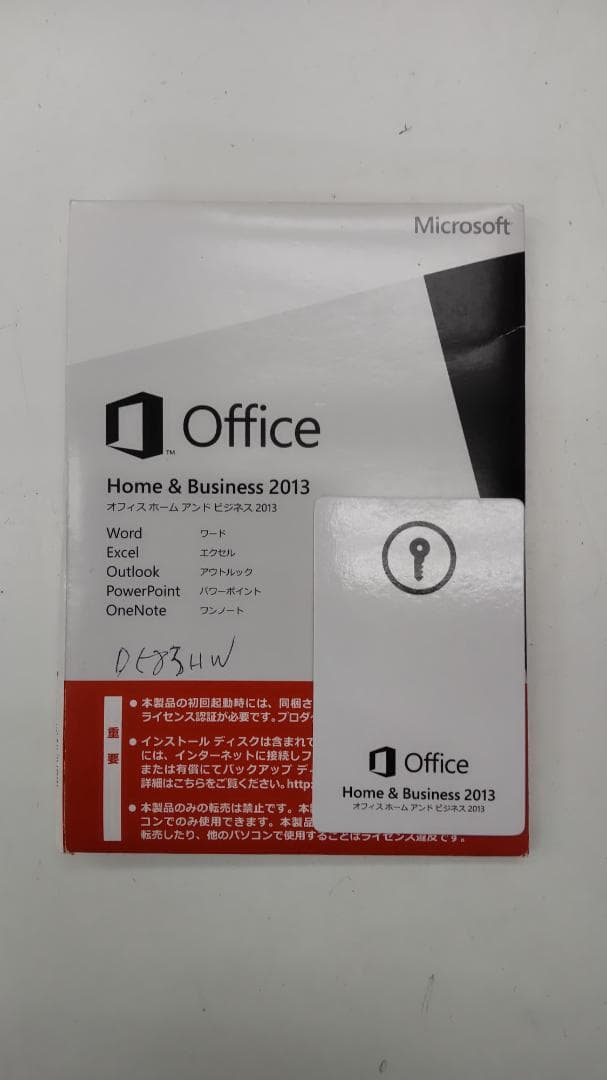 Microsoft
Office
TM
Home & Business 2013
オフィス ホーム アンド ビジネス 2013
Word ワード
Excel エクセル
Outlook アウトルック
PowerPoint パワーポイント
OneNote ワンノート
重要
● 本製品の初回起動時には、同梱さ
ライセンス認証が必要です。プロダ
● インストール ディスクは含まれて
には、インターネットに接続しフ
または有償にてバックアップ デ
詳細はこちらをご覧ください。http:
● 本製品のみの転売は禁止です。本
コンでのみ使用できます。本製品
転売したり、他のパソコンで使用することはライセンス違反です。
Office
Home & Business 2013
オフィス ホーム アンド ビジネス 2013